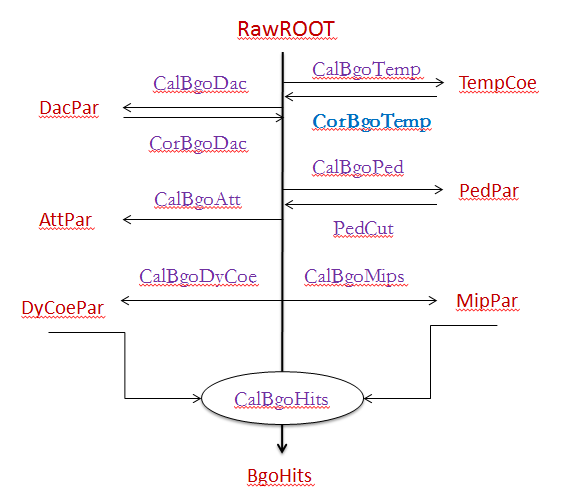 RawROOT
CalBgoDac
CalBgoTemp
TempCoe
DacPar
CorBgoTemp
CorBgoDac
CalBgoPed
CalBgoAtt
PedPar
AttPar
PedCut
CalBgoDyCoe
CalBgoMips
DyCoePar
MipPar
CalBgoHits
BgoHits